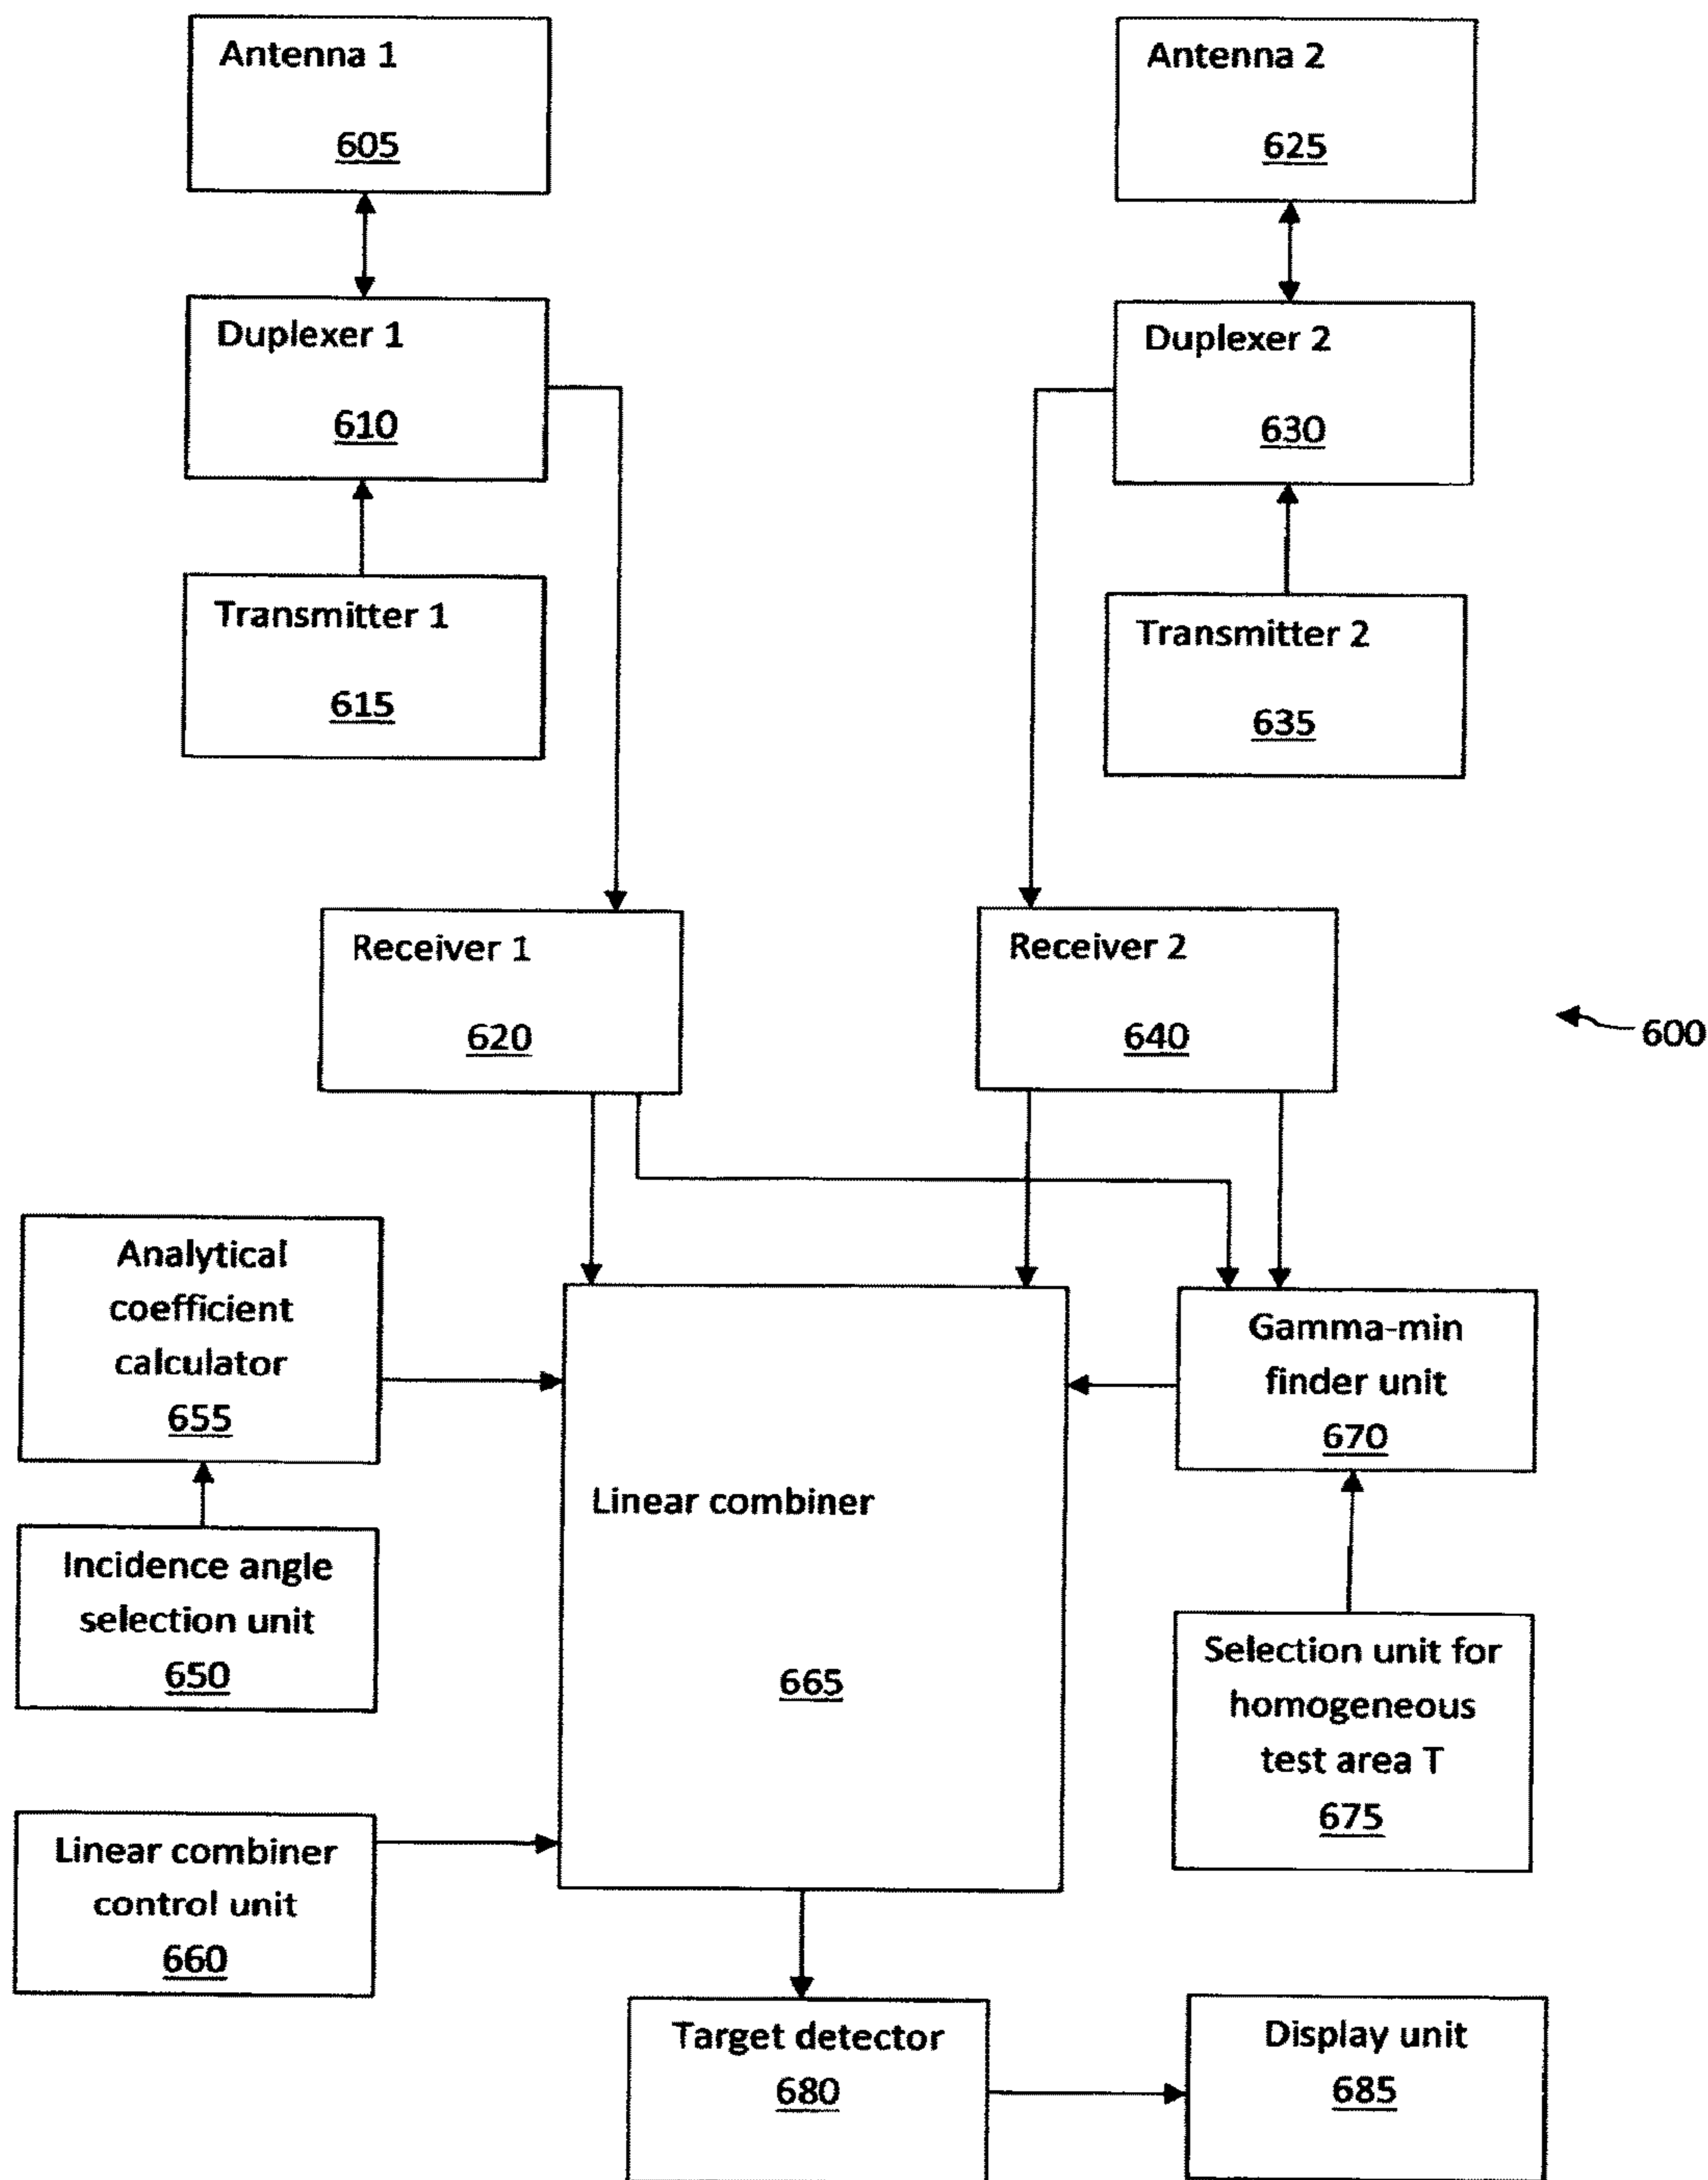 Antenna 1
605
Antenna 2
625
Duplexer 1
610
Duplexer 2
630
Transmitter 1
615
Transmitter 2
635
Receiver 1
620
Receiver 2
640
600
Analytical
coefficient
calculator
655
Gamma-min
finder unit
670
Linear combiner
665
Incidence angle
selection unit
650
Selection unit for
homogeneous
test area T
675
Linear combiner
control unit
660
Target detector
680
Display unit
685